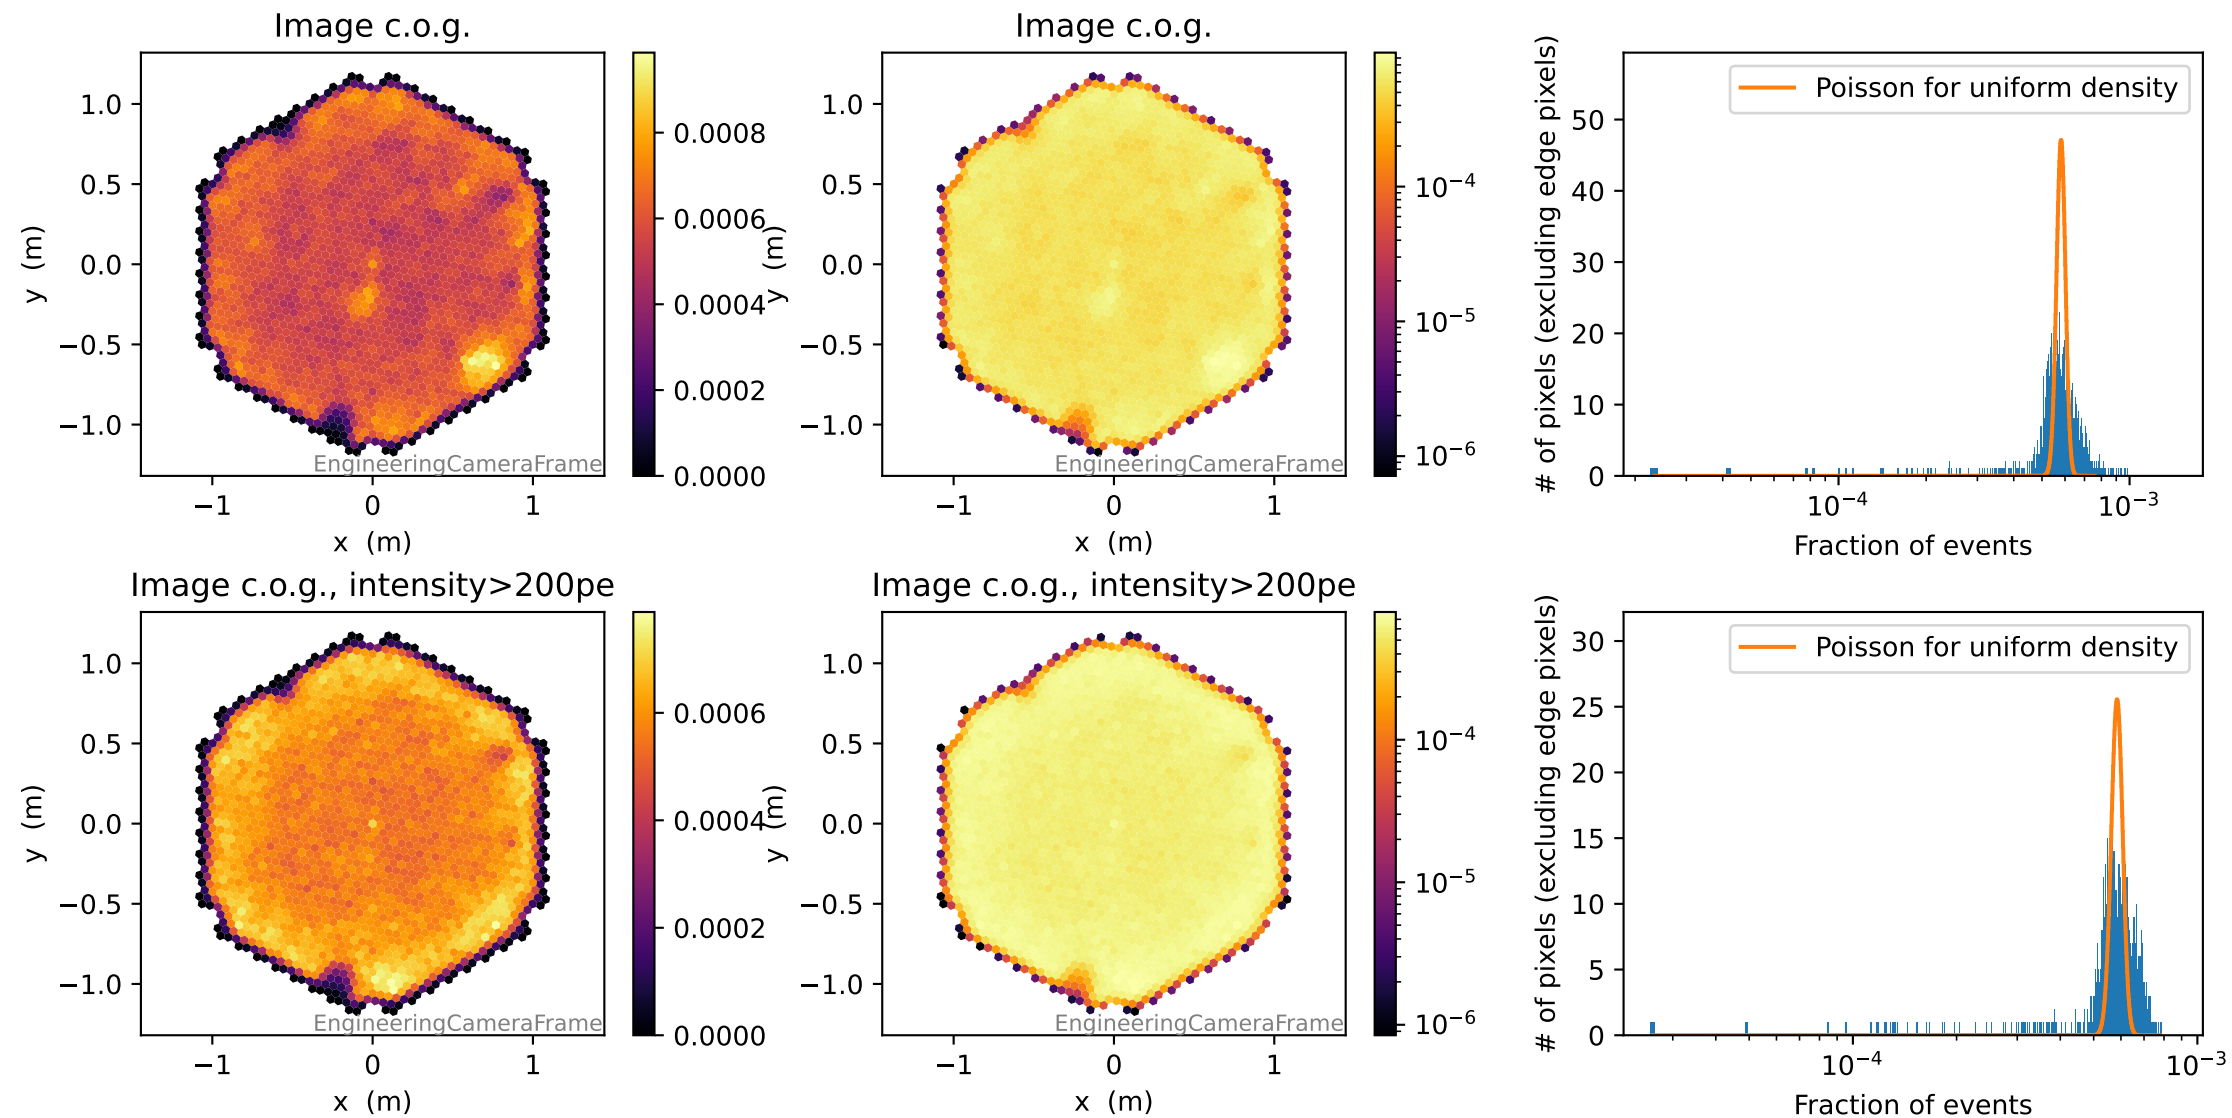 Image c.o.g.
1.0
0.5
0.0
−0.5
−1.0
y (m)
−1 0 1
x (m)
EngineeringCameraFrame
0.0008
0.0006
0.0004
0.0002
0.0000
Image c.o.g.
1.0
0.5
0.0
−0.5
−1.0
y (m)
−1 0 1
x (m)
EngineeringCameraFrame
10⁻⁴
10⁻⁵
10⁻⁶
Poisson for uniform density
50
40
30
20
10
0
# of pixels (excluding edge pixels)
10⁻⁴ 10⁻³
Fraction of events
Image c.o.g., intensity>200pe
1.0
0.5
0.0
−0.5
−1.0
y (m)
−1 0 1
x (m)
EngineeringCameraFrame
0.0006
0.0004
0.0002
0.0000
Image c.o.g., intensity>200pe
1.0
0.5
0.0
−0.5
−1.0
y (m)
−1 0 1
x (m)
EngineeringCameraFrame
10⁻⁴
10⁻⁵
10⁻⁶
Poisson for uniform density
30
25
20
15
10
5
0
# of pixels (excluding edge pixels)
10⁻⁴ 10⁻³
Fraction of events